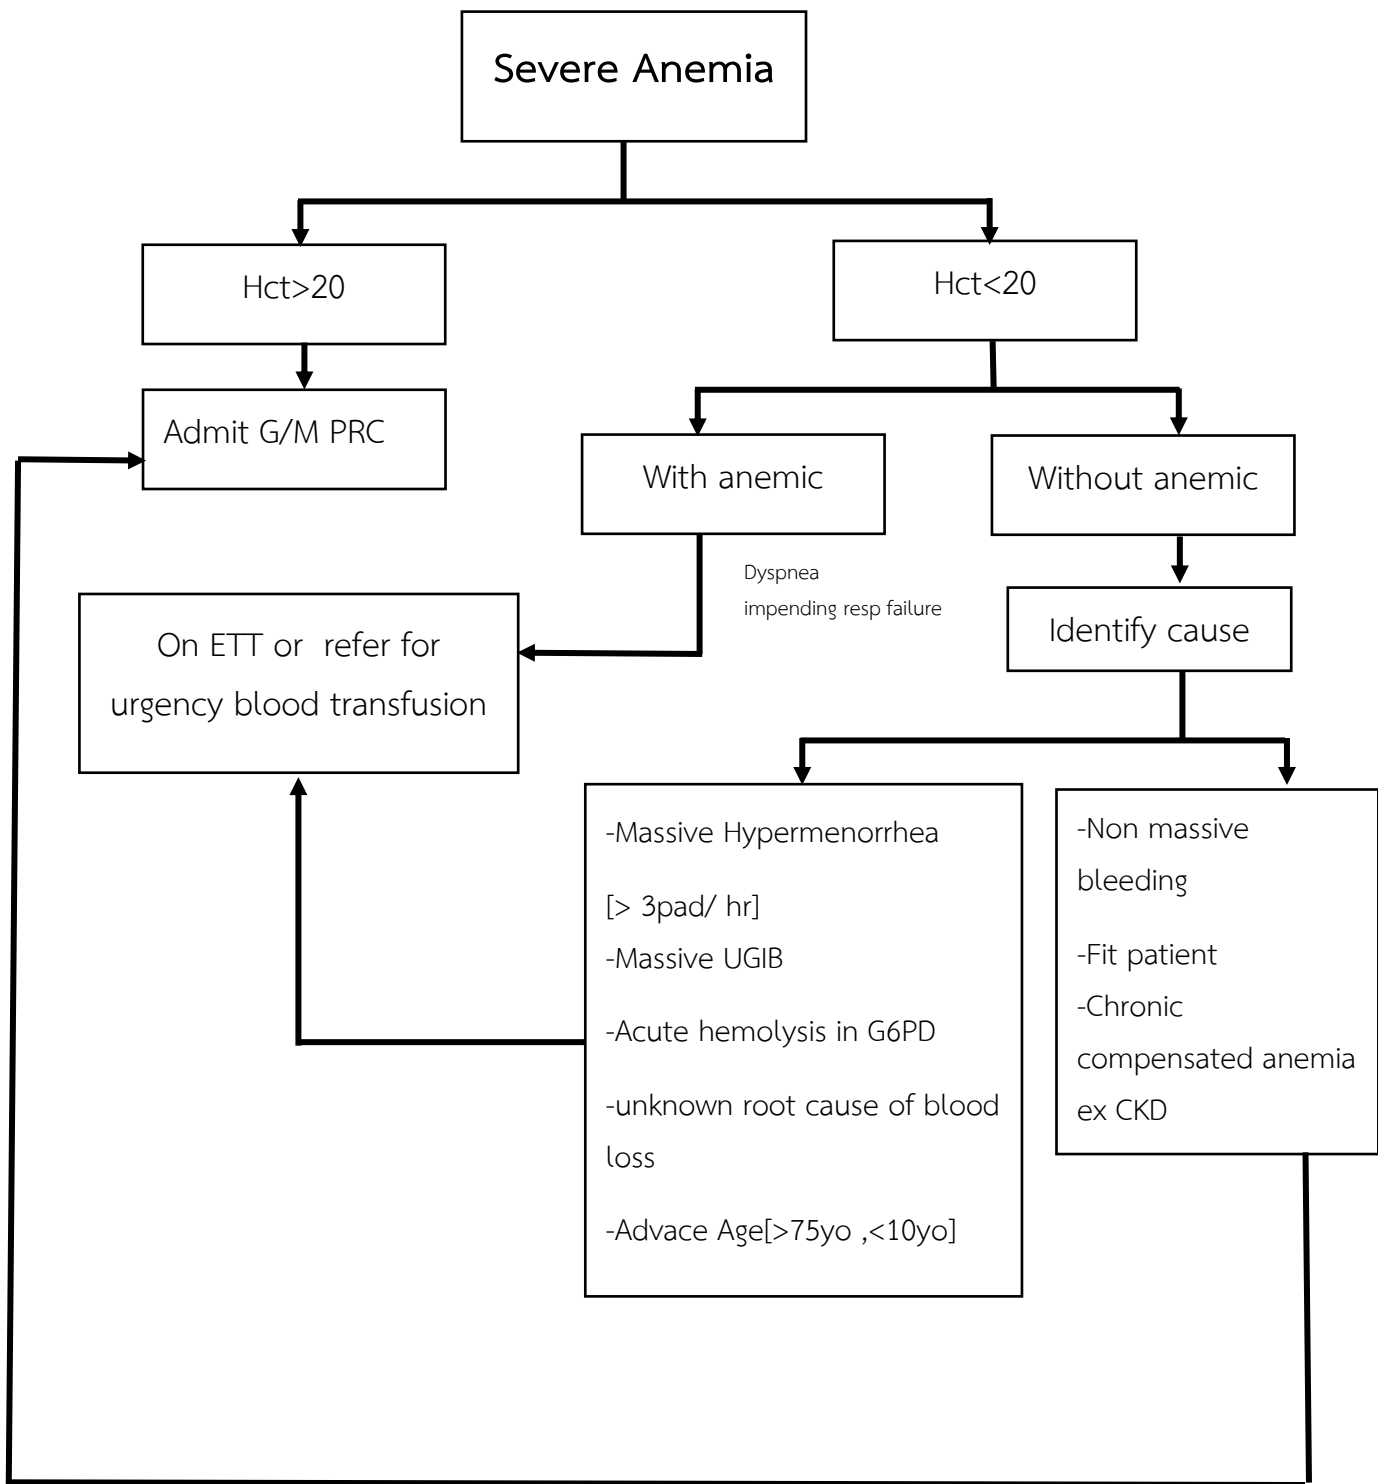 Severe Anemia
Hct>20
Hct<20
Admit G/M PRC
With anemic
Without anemic
Dyspnea
impending resp failure
On ETT or  refer for
urgency blood transfusion
Identify cause
-Massive Hypermenorrhea
[> 3pad/ hr]
-Massive UGIB
-Acute hemolysis in G6PD
-unknown root cause of blood
loss
-Advace Age[>75yo ,<10yo]
-Non massive
bleeding
-Fit patient
-Chronic
compensated anemia
ex CKD